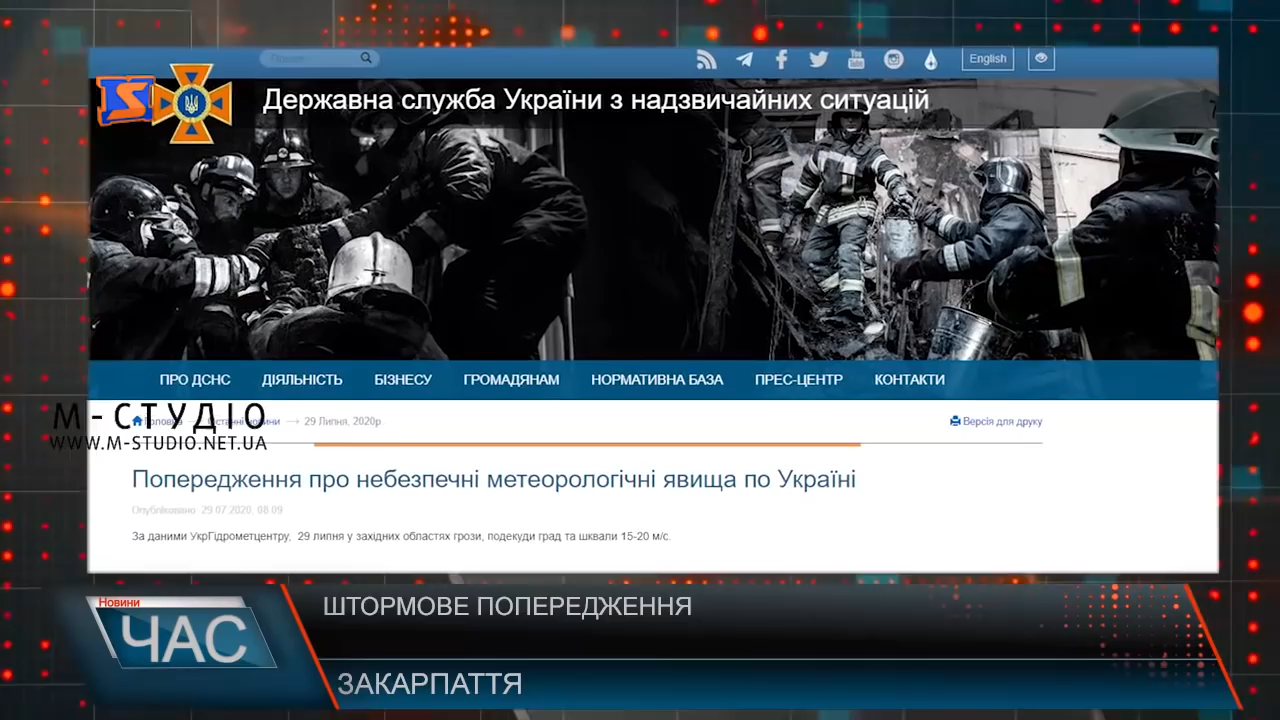 English
Державна служба України з надзвичайних ситуацій
ПРО ДСНС ДІЯЛЬНІСТЬ БІЗНЕСУ ГРОМАДЯНАМ НОРМАТИВНА БАЗА ПРЕС-ЦЕНТР КОНТАКТИ
М-СТУДІО
WWW.M-STUDIO.NET.UA
Головна → Останні новини → 29 Липня, 2020р
Версія для друку
Попередження про небезпечні метеорологічні явища по Україні
Опубліковано 29.07.2020, 08:09
За даними УкрГідрометцентру, 29 липня у західних областях грози, подекуди град та шквали 15-20 м/с.
Новини
ЧАС
ШТОРМОВЕ ПОПЕРЕДЖЕННЯ
ЗАКАРПАТТЯ